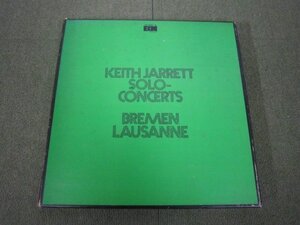 ECM
KEITH JARRETT
SOLO-
CONCERTS
BREMEN
LAUSANNE